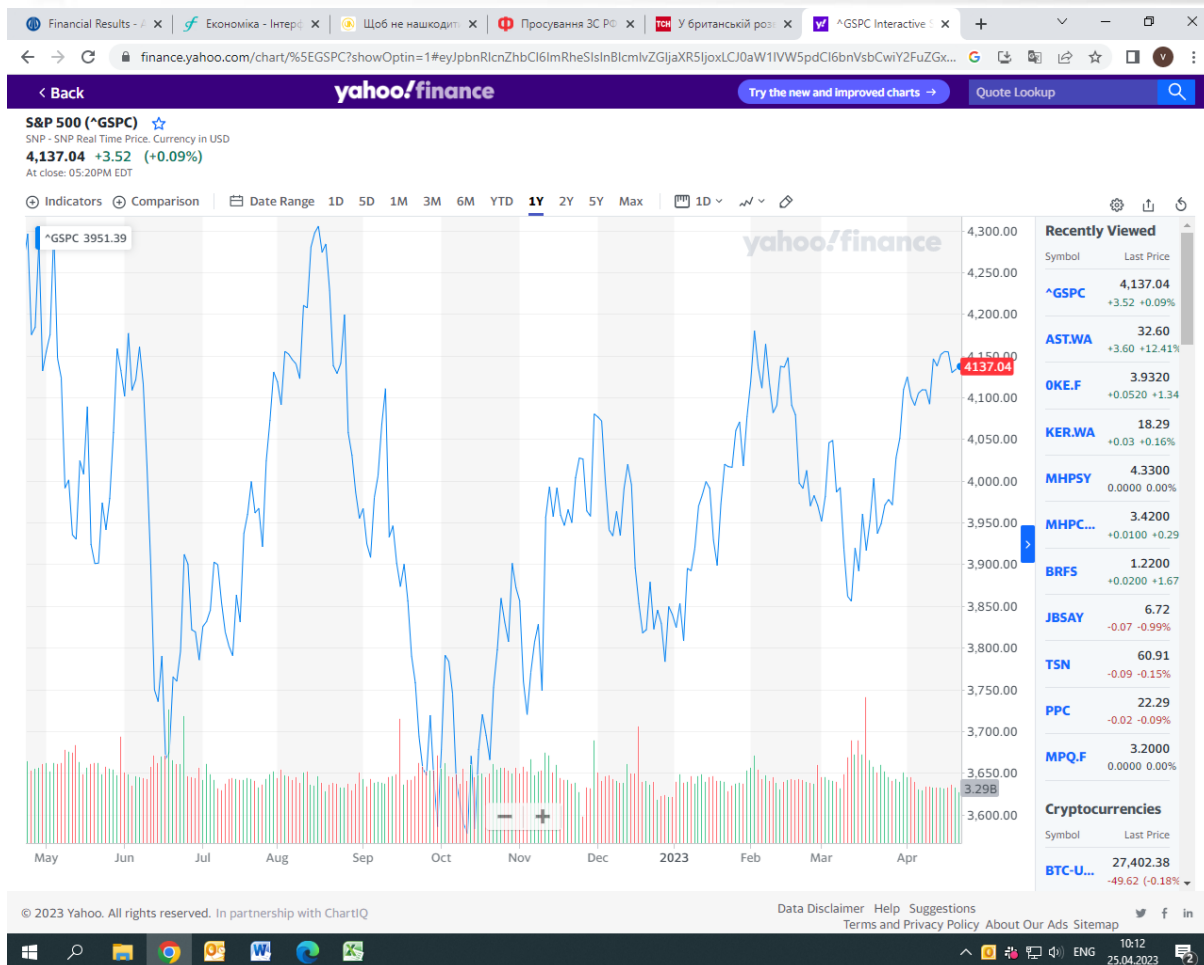 Financial Results - A
Економіка - Інтерф
Щоб не нашкодит
Просування ЗС РФ
ТСН У британській розв
^GSPC Interactive S
finance.yahoo.com/chart/%5EGSPC?showOptin=1#eyJpbnRlcnZhbCI6ImRheSIsInBlcmlvZGljaXR5IjoxLCJ0aW1lVW5pdCI6bnVsbCwiY2FuZGx...
V
< Back
yahoo!finance
Try the new and improved charts →
Quote Lookup
S&P 500 (^GSPC)
SNP - SNP Real Time Price. Currency in USD
4,137.04 +3.52 (+0.09%)
At close: 05:20PM EDT
Indicators Comparison Date Range 1D 5D 1M 3M 6M YTD 1Y 2Y 5Y Max 1D
^GSPC 3951.39
yahoo!finance
4,300.00
4,250.00
4,200.00
4,150.00
4137.04
4,100.00
4,050.00
4,000.00
3,950.00
3,900.00
3,850.00
3,800.00
3,750.00
3,700.00
3,650.00
3.29B
3,600.00
May Jun Jul Aug Sep Oct Nov Dec 2023 Feb Mar Apr
Recently Viewed
Symbol Last Price
^GSPC 4,137.04
+3.52 +0.09%
AST.WA 32.60
+3.60 +12.41%
0KE.F 3.9320
+0.0520 +1.34
KER.WA 18.29
+0.03 +0.16%
MHPSY 4.3300
0.0000 0.00%
MHPC... 3.4200
+0.0100 +0.29
BRFS 1.2200
+0.0200 +1.67
JBSAY 6.72
-0.07 -0.99%
TSN 60.91
-0.09 -0.15%
PPC 22.29
-0.02 -0.09%
MPQ.F 3.2000
0.0000 0.00%
Cryptocurrencies
Symbol Last Price
BTC-U... 27,402.38
-49.62 (-0.18%
© 2023 Yahoo. All rights reserved. In partnership with ChartIQ
Data Disclaimer Help Suggestions
Terms and Privacy Policy About Our Ads Sitemap
ENG
10:12
25.04.2023
2